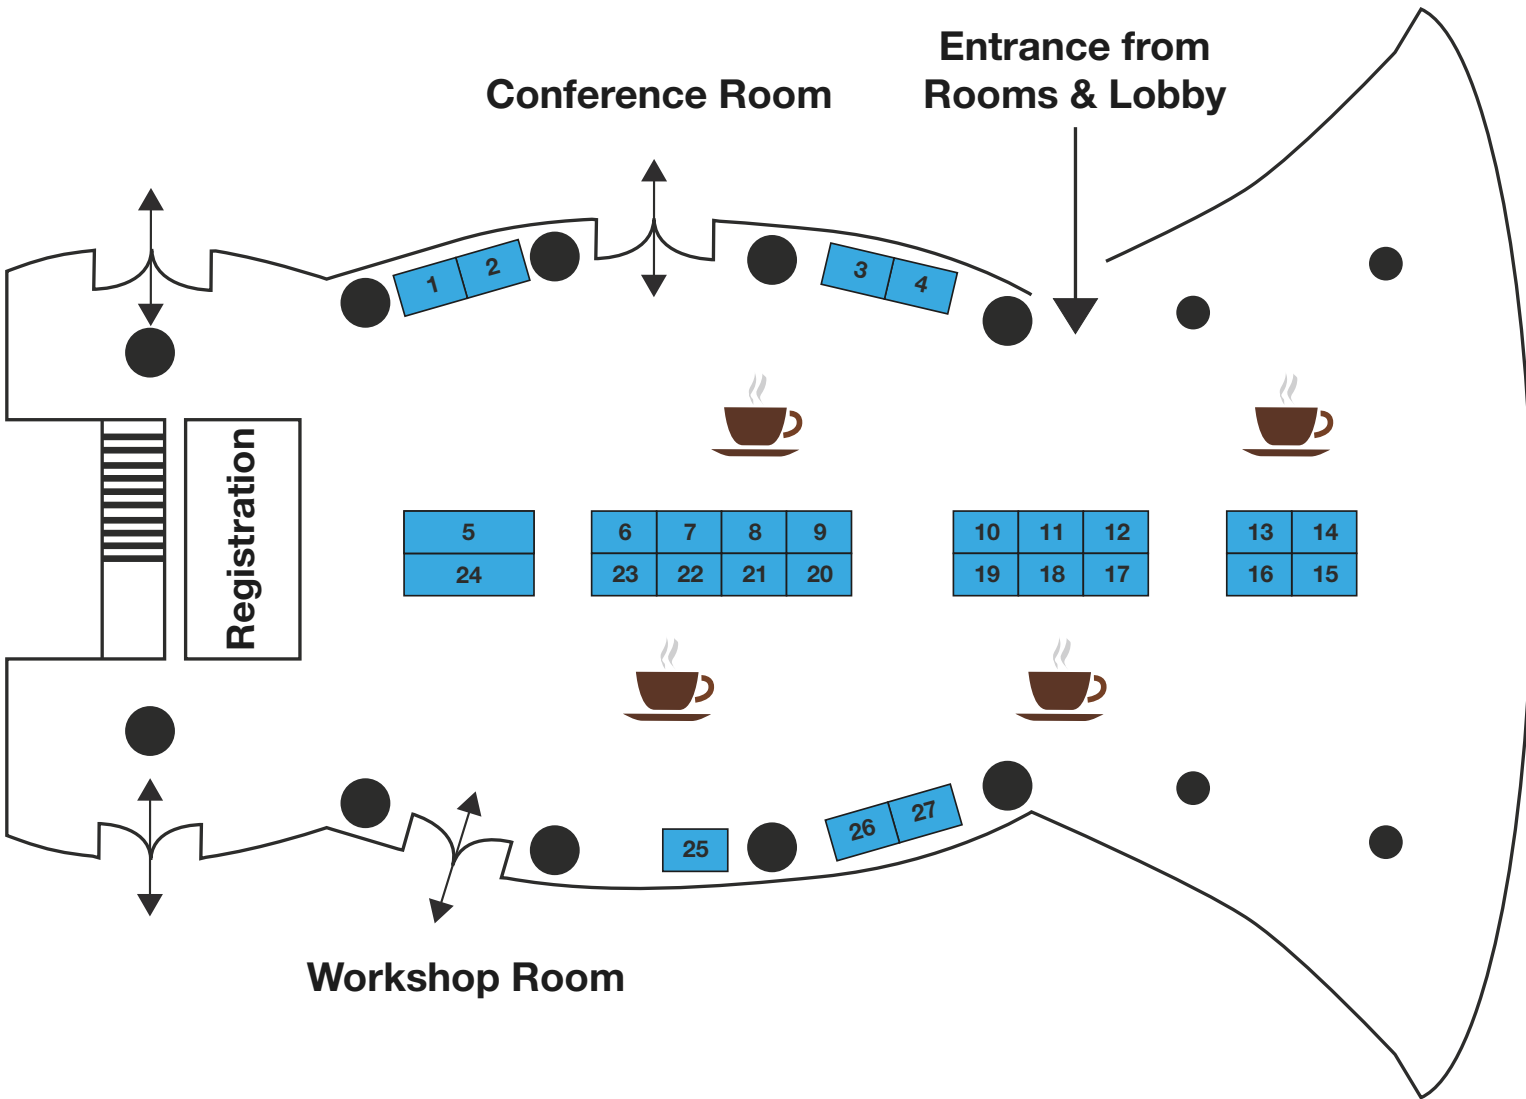 Entrance from
Rooms & Lobby
Conference Room
1 2
3 4
Registration
5
24
6 7 8 9
23 22 21 20
10 11 12
19 18 17
13 14
16 15
25
26 27
Workshop Room